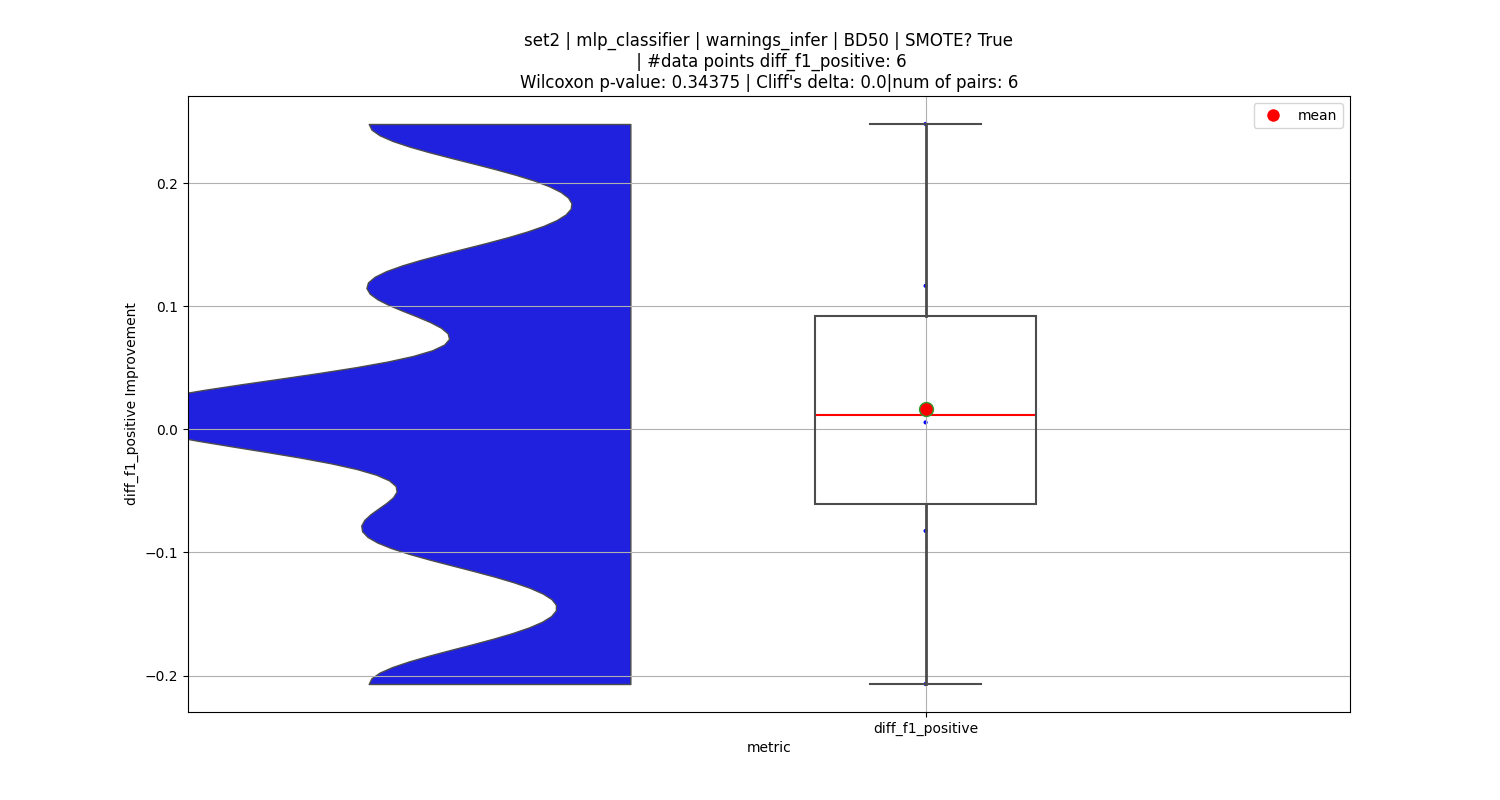 set2 | mlp_classifier | warnings_infer | BD50 | SMOTE? True
| #data points diff_f1_positive: 6
Wilcoxon p-value: 0.34375 | Cliff's delta: 0.0|num of pairs: 6
mean
0.2
0.1
0.0
−0.1
−0.2
diff_f1_positive Improvement
diff_f1_positive
metric